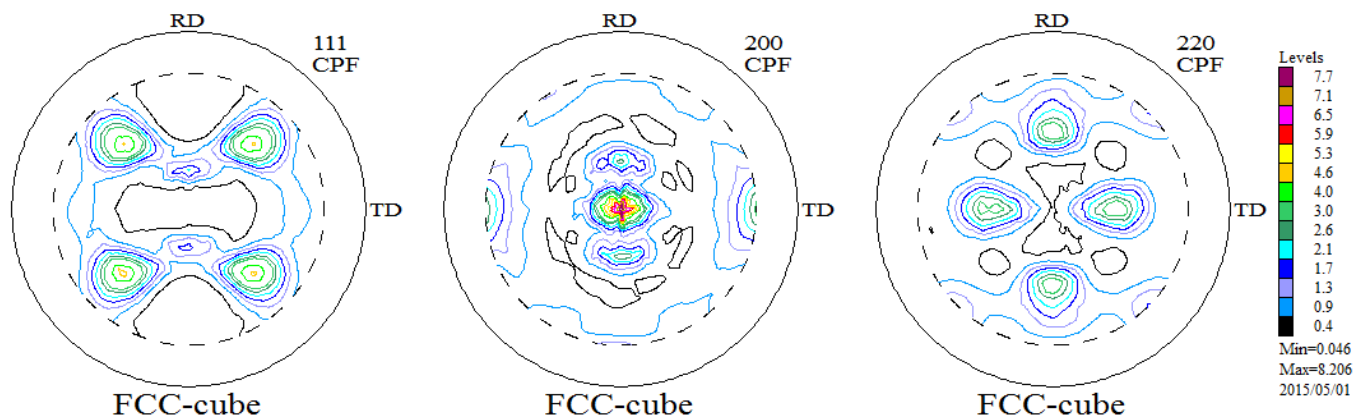 RD
111
CPF
TD
FCC-cube
RD
200
CPF
TD
FCC-cube
RD
220
CPF
TD
FCC-cube
Levels
7.7
7.1
6.5
5.9
5.3
4.6
4.0
3.0
2.6
2.1
1.7
1.3
0.9
0.4
Min=0.046
Max=8.206
2015/05/01